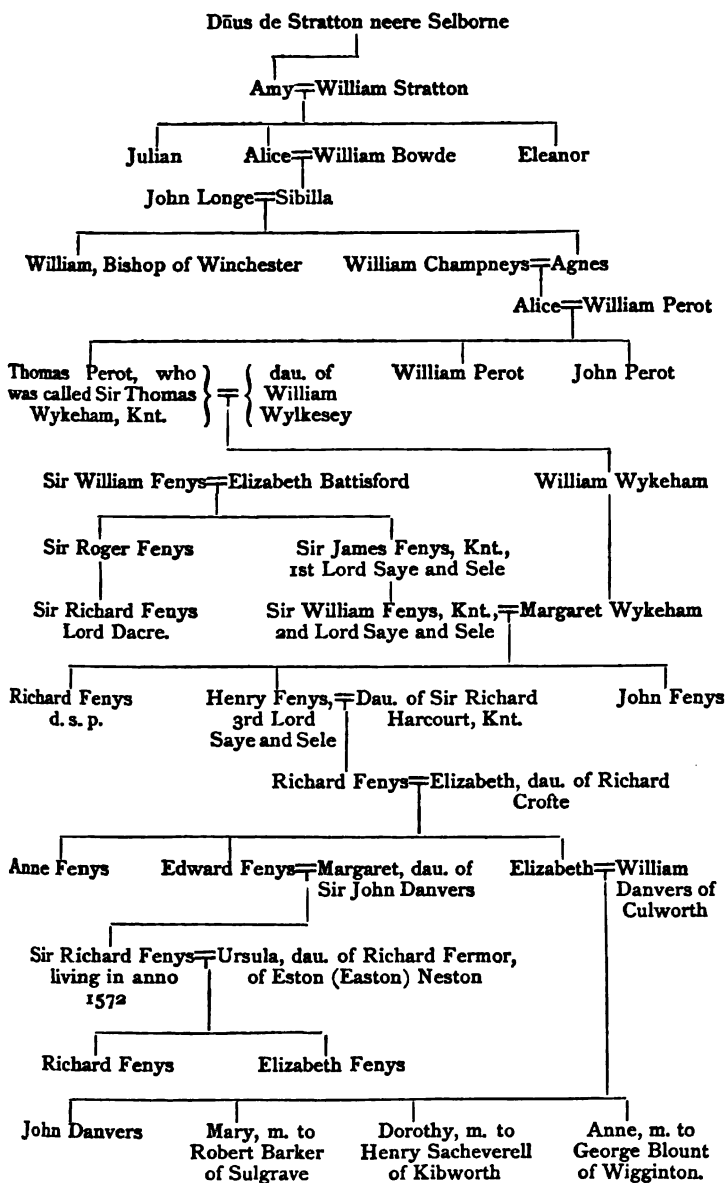 Dn̄us de Stratton neere Selborne
Amy=William Stratton
Julian Alice=William Bowde Eleanor
John Longe=Sibilla
William, Bishop of Winchester William Champneys=Agnes
Alice=William Perot
Thomas Perot, who was called Sir Thomas Wykeham, Knt. } = { dau. of William Wylkesey
William Perot John Perot
Sir William Fenys=Elizabeth Battisford William Wykeham
Sir Roger Fenys Sir James Fenys, Knt.,
1st Lord Saye and Sele
Sir Richard Fenys Sir William Fenys, Knt.,=Margaret Wykeham
Lord Dacre. 2nd Lord Saye and Sele
Richard Fenys Henry Fenys,=Dau. of Sir Richard John Fenys
d. s. p. 3rd Lord Harcourt, Knt.
Saye and Sele
Richard Fenys=Elizabeth, dau. of Richard
Crofte
Anne Fenys Edward Fenys=Margaret, dau. of Elizabeth=William
Sir John Danvers Danvers of
Culworth
Sir Richard Fenys=Ursula, dau. of Richard Fermor,
living in anno of Eston (Easton) Neston
1572
Richard Fenys Elizabeth Fenys
John Danvers Mary, m. to Dorothy, m. to Anne, m. to
Robert Barker Henry Sacheverell George Blount
of Sulgrave of Kibworth of Wigginton.